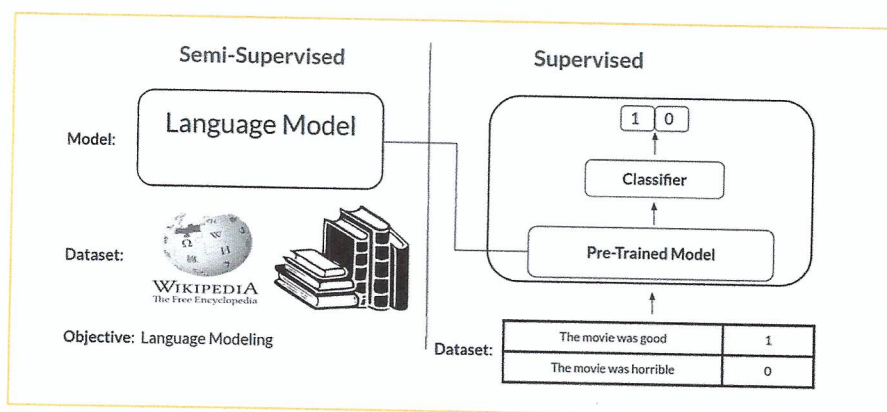 Semi-Supervised
Model:
Language Model
Dataset:
Ω
W
И
WIKIPEDIA
The Free Encyclopedia
Objective: Language Modeling
Supervised
1 0
Classifier
Pre-Trained Model
Dataset:
The movie was good 1
The movie was horrible 0